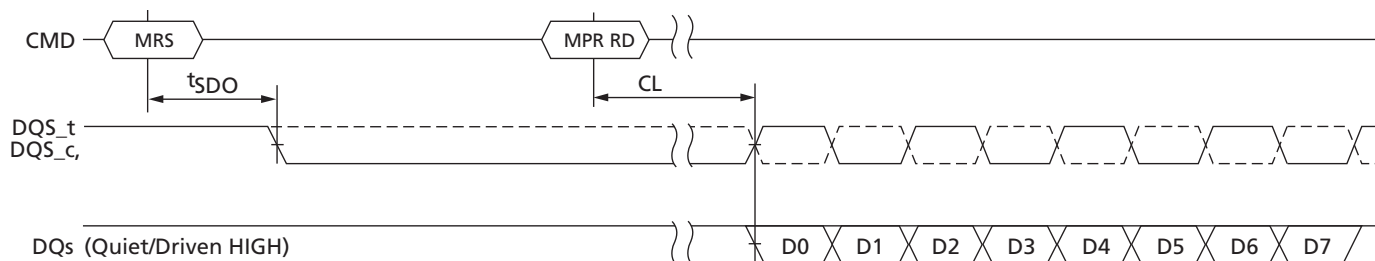 CMD MRS MPR RD
tSDO CL
DQS_t
DQS_c,
DQs (Quiet/Driven HIGH) D0 D1 D2 D3 D4 D5 D6 D7